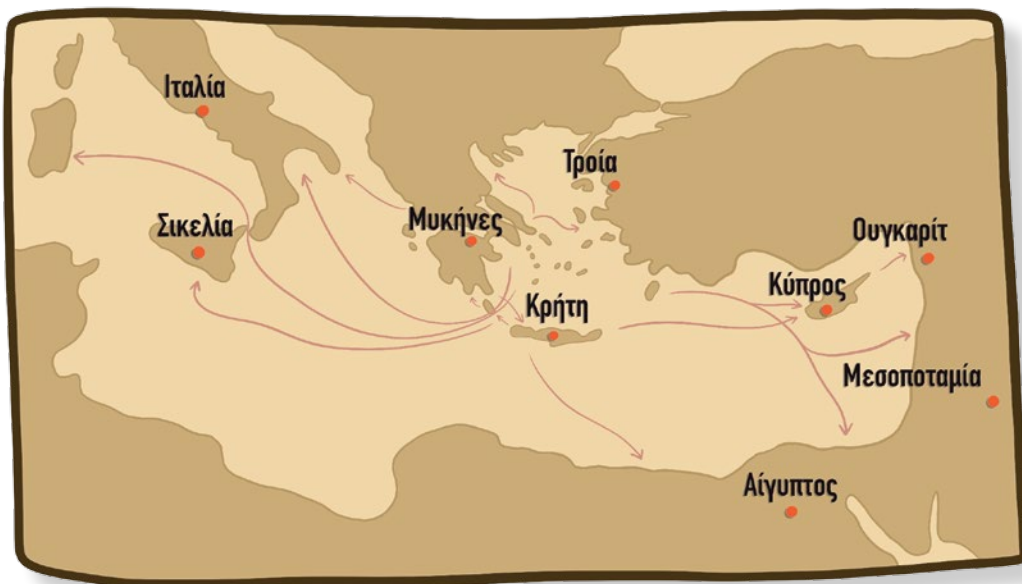 Ιταλία
Τροία
Σικελία
Μυκήνες
Ουγκαρίτ
Κύπρος
Κρήτη
Μεσοποταμία
Αίγυπτος